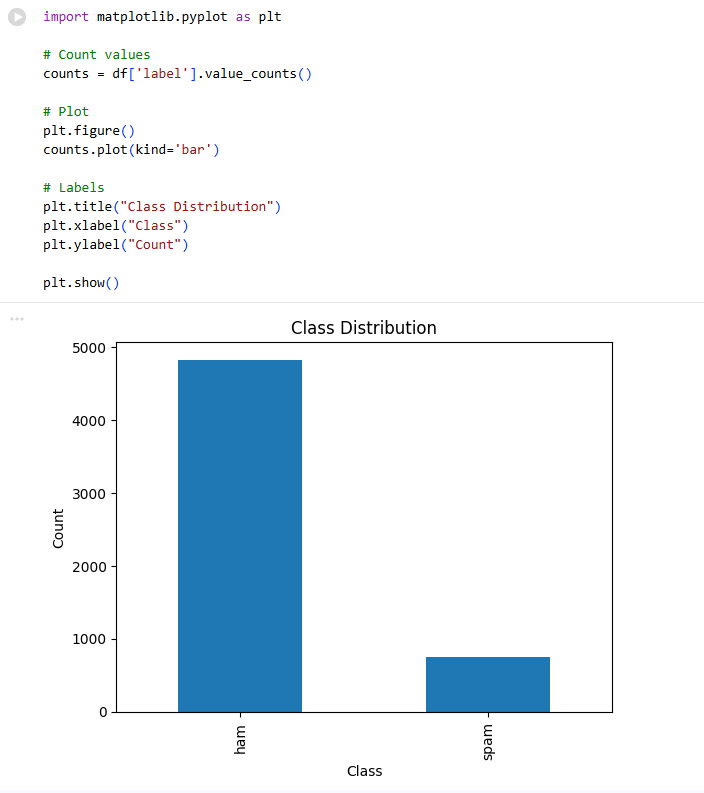 import matplotlib.pyplot as plt
# Count values
counts = df['label'].value_counts()
# Plot
plt.figure()
counts.plot(kind='bar')
# Labels
plt.title("Class Distribution")
plt.xlabel("Class")
plt.ylabel("Count")
plt.show()
Class Distribution
5000
4000
3000
2000
1000
0
Count
ham
spam
Class